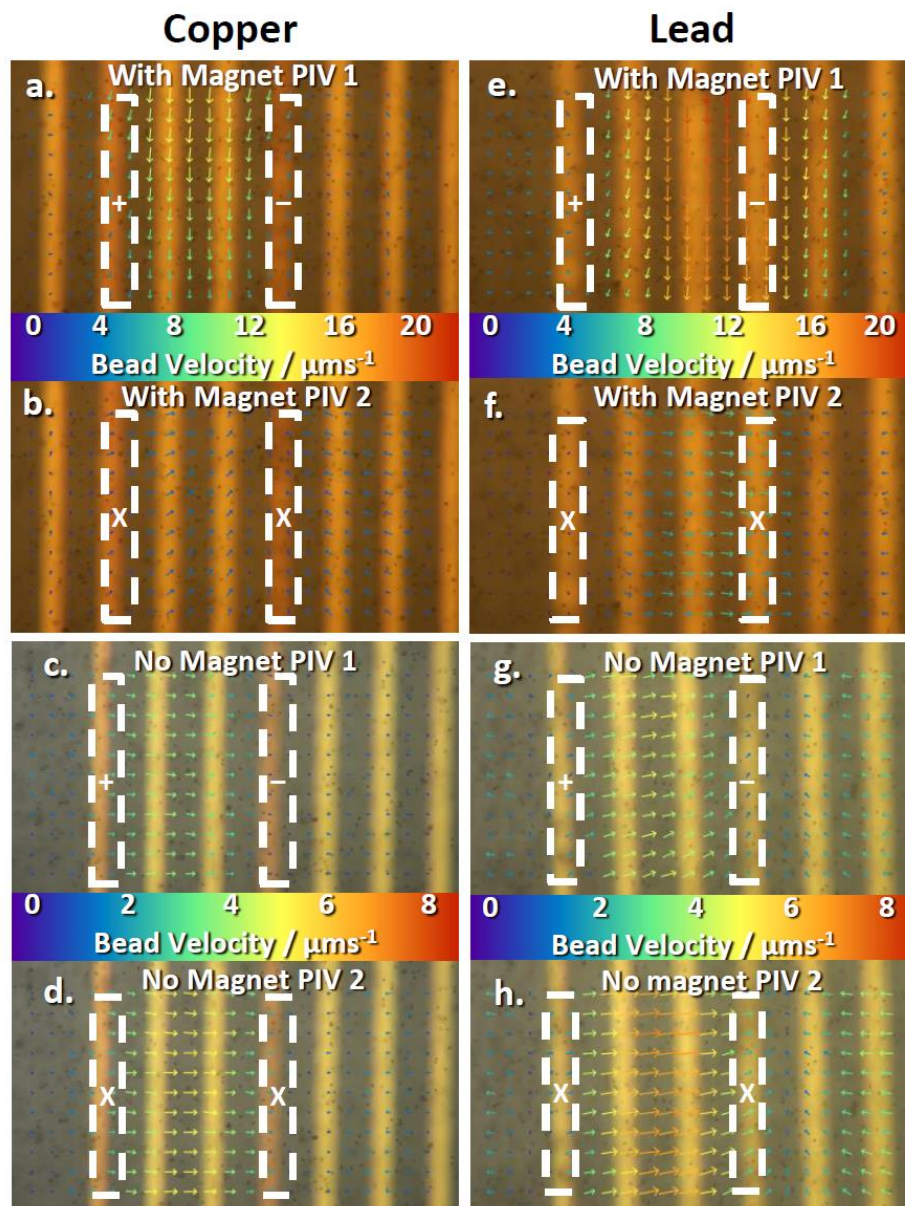 Copper
Lead
a.
With Magnet PIV 1
+
–
e.
With Magnet PIV 1
+
–
0 4 8 12 16 20
Bead Velocity / µms⁻¹
0 4 8 12 16 20
Bead Velocity / µms⁻¹
b.
With Magnet PIV 2
X
X
f.
With Magnet PIV 2
X
X
c.
No Magnet PIV 1
+
–
g.
No Magnet PIV 1
+
–
0 2 4 6 8
Bead Velocity / µms⁻¹
0 2 4 6 8
Bead Velocity / µms⁻¹
d.
No Magnet PIV 2
X
X
h.
No magnet PIV 2
X
X